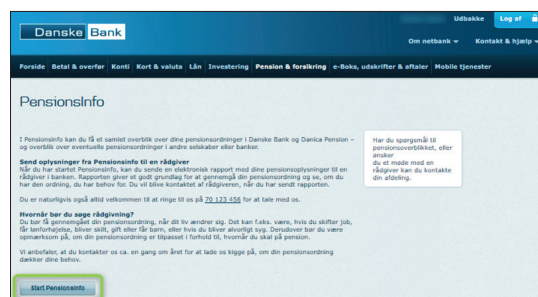 Udbakke
Log af
Danske Bank
Om netbank
Kontakt & hjælp
Forside Betal & overfør Konti Kort & valuta Lån Investering Pension & forsikring e-Boks, udskrifter & aftaler Mobile tjenester
PensionsInfo
I PensionsInfo kan du få et samlet overblik over dine pensionsordninger i Danske Bank og Danica Pension –
og overblik over eventuelle pensionsordninger i andre selskaber eller banker.
Send oplysninger fra PensionsInfo til en rådgiver
Når du har startet PensionsInfo, kan du sende en elektronisk rapport med dine pensionsoplysninger til en
rådgiver i banken. Rapporten giver et godt grundlag for at gennemgå din pensionsordning og se, om du
har den ordning, du har behov for. Du vil blive kontaktet af rådgiveren, når du har sendt rapporten.
Du er naturligvis også altid velkommen til at ringe til os på 70 123 456 for at tale med os.
Hvornår bør du søge rådgivning?
Du bør få gennemgået din pensionsordning, når dit liv ændrer sig. Det kan f.eks. være, hvis du skifter job,
får lønforhøjelse, bliver skilt, gift eller får børn, eller hvis du bliver alvorligt syg. Derudover bør du være
opmærksom på, om din pensionsordning er tilpasset i forhold til, hvornår du skal på pension.
Vi anbefaler, at du kontakter os ca. en gang om året for at lade os kigge på, om din pensionsordning
dækker dine behov.
Start PensionsInfo
Har du spørgsmål til
pensionsoverblikket, eller
ønsker
du et møde med en
rådgiver kan du kontakte
din afdeling.